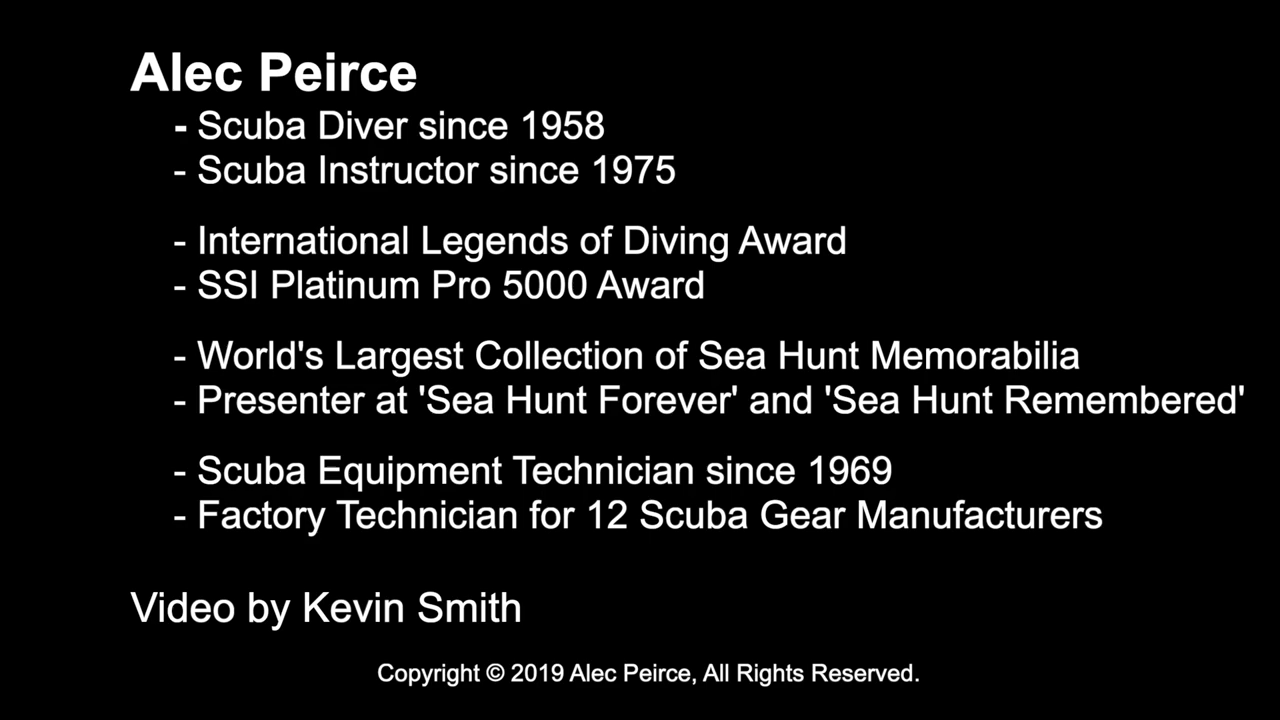 Alec Peirce
- Scuba Diver since 1958
- Scuba Instructor since 1975
- International Legends of Diving Award
- SSI Platinum Pro 5000 Award
- World's Largest Collection of Sea Hunt Memorabilia
- Presenter at 'Sea Hunt Forever' and 'Sea Hunt Remembered'
- Scuba Equipment Technician since 1969
- Factory Technician for 12 Scuba Gear Manufacturers
Video by Kevin Smith
Copyright © 2019 Alec Peirce, All Rights Reserved.